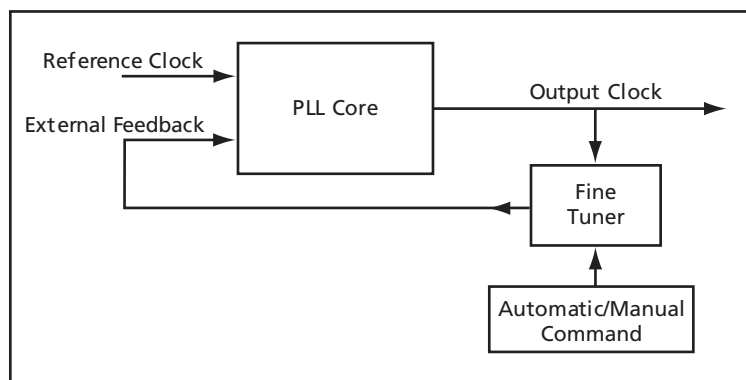 Reference Clock
External Feedback
PLL Core
Output Clock
Fine
Tuner
Automatic/Manual
Command